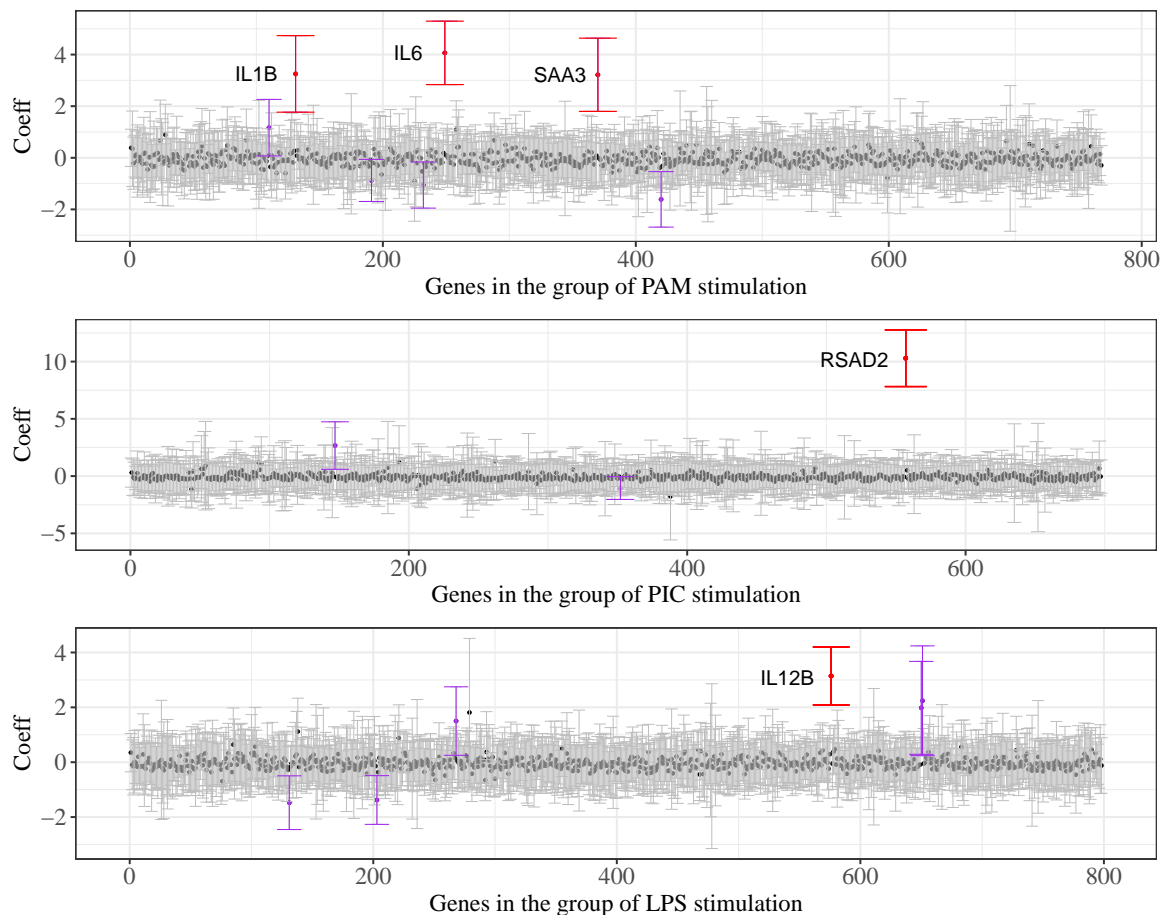 Coeff
4
2
0
−2
IL1B
IL6
SAA3
0 200 400 600 800
Genes in the group of PAM stimulation
Coeff
10
5
0
−5
RSAD2
0 200 400 600
Genes in the group of PIC stimulation
Coeff
4
2
0
−2
IL12B
0 200 400 600 800
Genes in the group of LPS stimulation